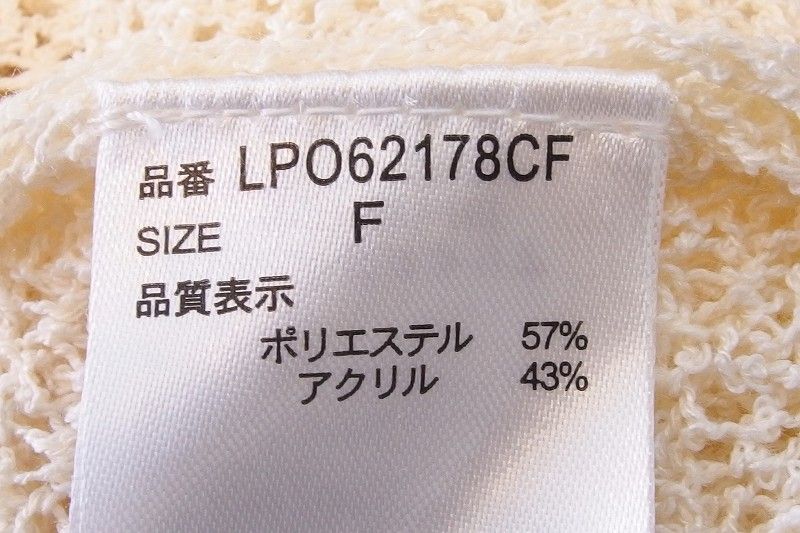 品番 LPO62178CF
SIZE F
品質表示
ポリエステル 57%
アクリル 43%